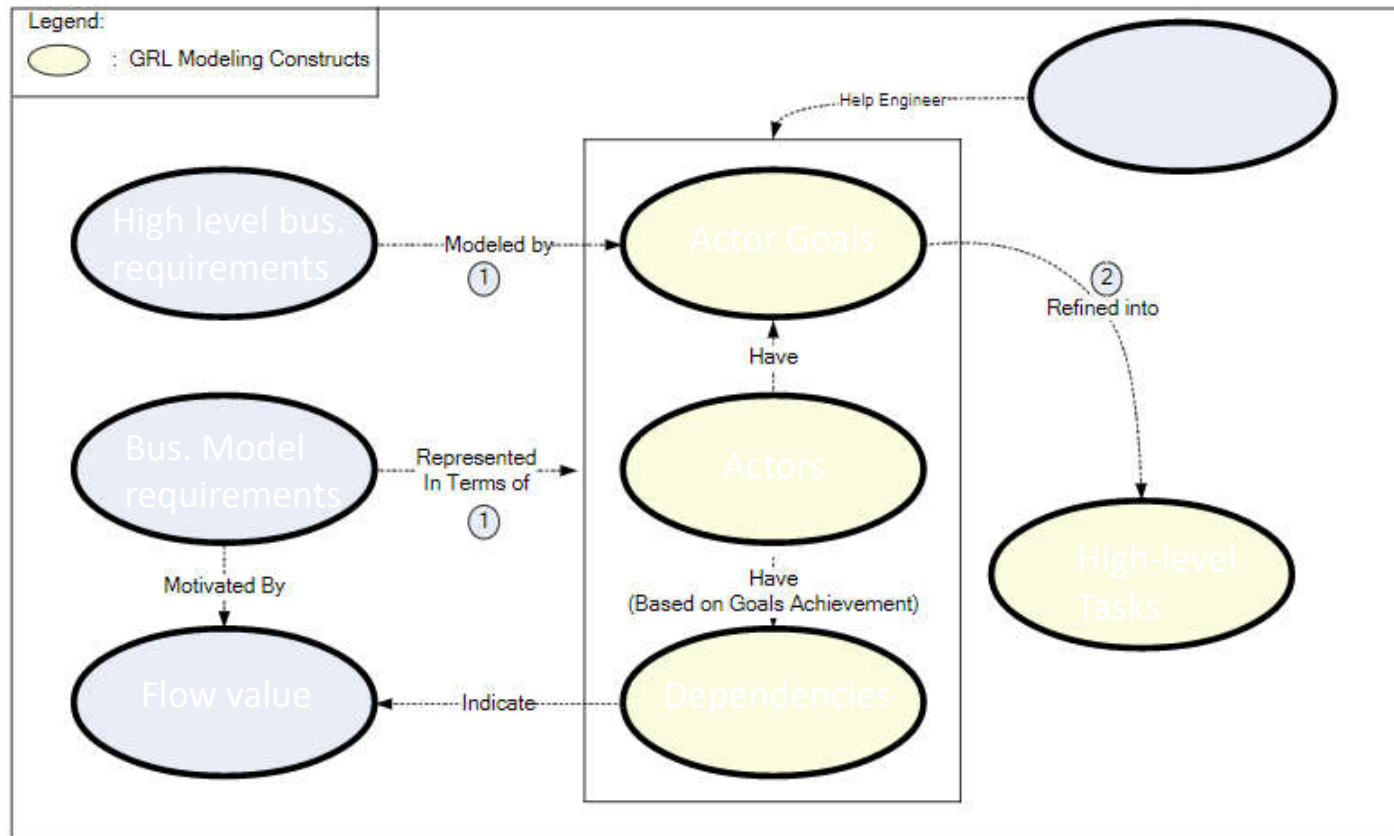 Legend:
: GRL Modeling Constructs
Help Engineer
High level bus.
requirements
Modeled by
1
Actor Goals
2
Refined into
Have
Bus. Model
requirements
Represented
In Terms of
1
Actors
Motivated By
Have
(Based on Goals Achievement)
High-level
Tasks
Flow value
Indicate
Dependencies